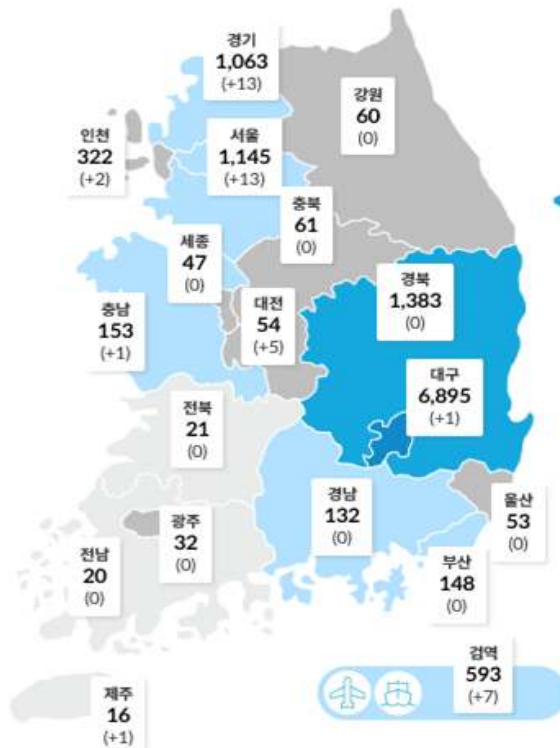 경기
1,063
(+13)
강원
60
(0)
인천
322
(+2)
서울
1,145
(+13)
충북
61
(0)
세종
47
(0)
경북
1,383
(0)
대전
54
(+5)
충남
153
(+1)
대구
6,895
(+1)
전북
21
(0)
경남
132
(0)
울산
53
(0)
광주
32
(0)
전남
20
(0)
부산
148
(0)
검역
593
(+7)
제주
16
(+1)